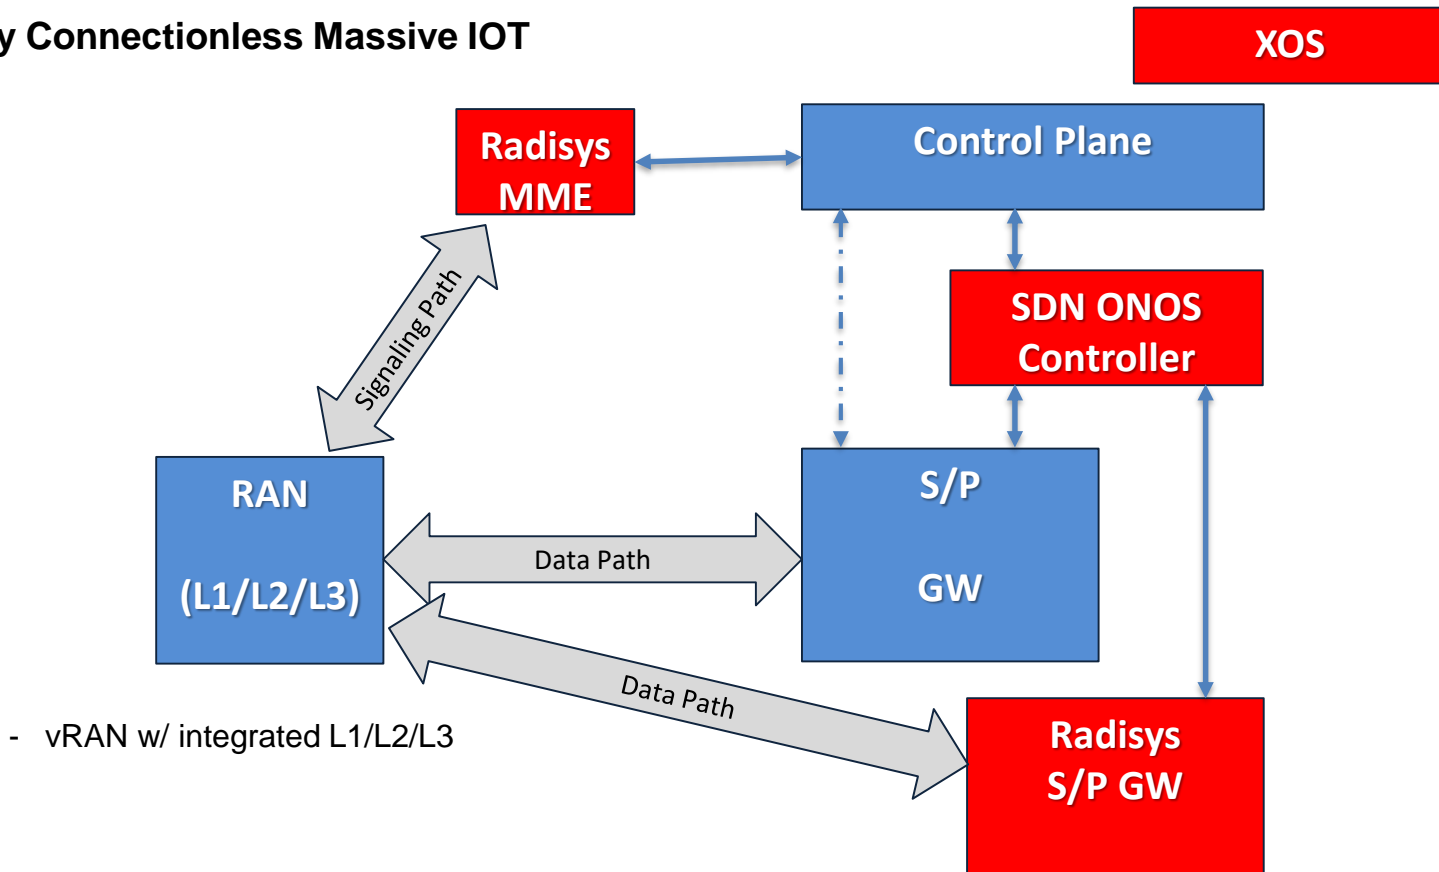 y Connectionless Massive IOT
XOS
Radisys
MME
Control Plane
Signaling Path
SDN ONOS
Controller
RAN
(L1/L2/L3)
Data Path
S/P
GW
Data Path
- vRAN w/ integrated L1/L2/L3
Radisys
S/P GW